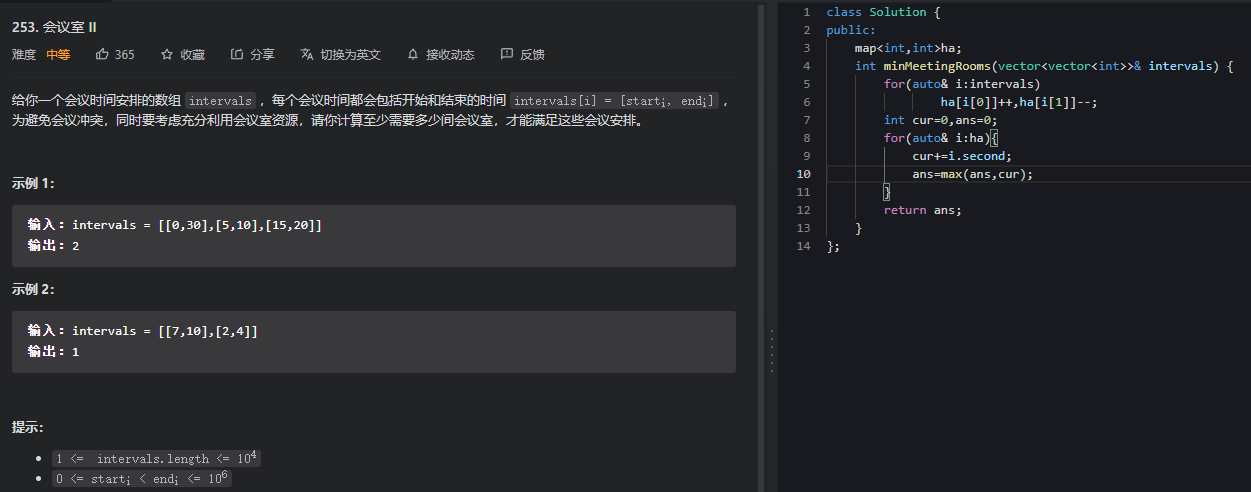 253. 会议室 II
难度 中等 365 收藏 分享 切换为英文 接收动态 反馈
给你一个会议时间安排的数组 intervals ，每个会议时间都会包括开始和结束的时间 intervals[i] = [starti, endi] ，
为避免会议冲突，同时要考虑充分利用会议室资源，请你计算至少需要多少间会议室，才能满足这些会议安排。
示例 1：
输入：intervals = [[0,30],[5,10],[15,20]]
输出：2
示例 2：
输入：intervals = [[7,10],[2,4]]
输出：1
提示：
1 <= intervals.length <= 10^4
0 <= starti < endi <= 10^6
1 class Solution {
2 public:
3 map<int,int>ha;
4 int minMeetingRooms(vector<vector<int>>& intervals) {
5 for(auto& i:intervals)
6 ha[i[0]]++,ha[i[1]]--;
7 int cur=0,ans=0;
8 for(auto& i:ha){
9 cur+=i.second;
10 ans=max(ans,cur);
11 }
12 return ans;
13 }
14 };